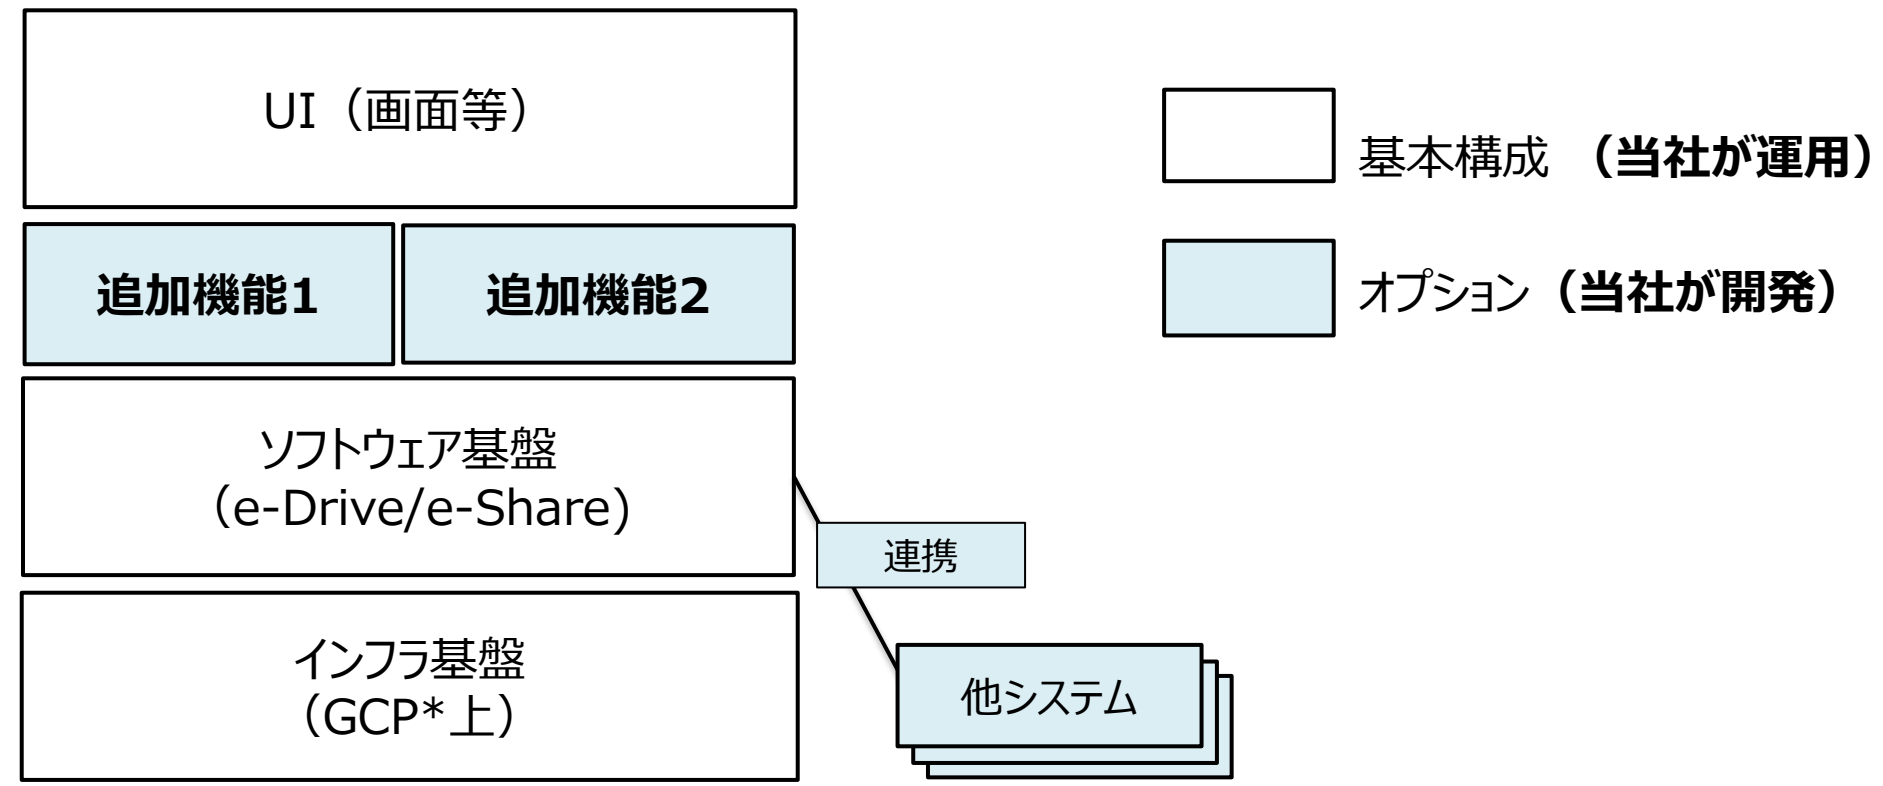 UI（画面等）
追加機能1
追加機能2
ソフトウェア基盤
（e-Drive/e-Share)
連携
インフラ基盤
（GCP*上）
他システム
基本構成 （当社が運用）
オプション（当社が開発）